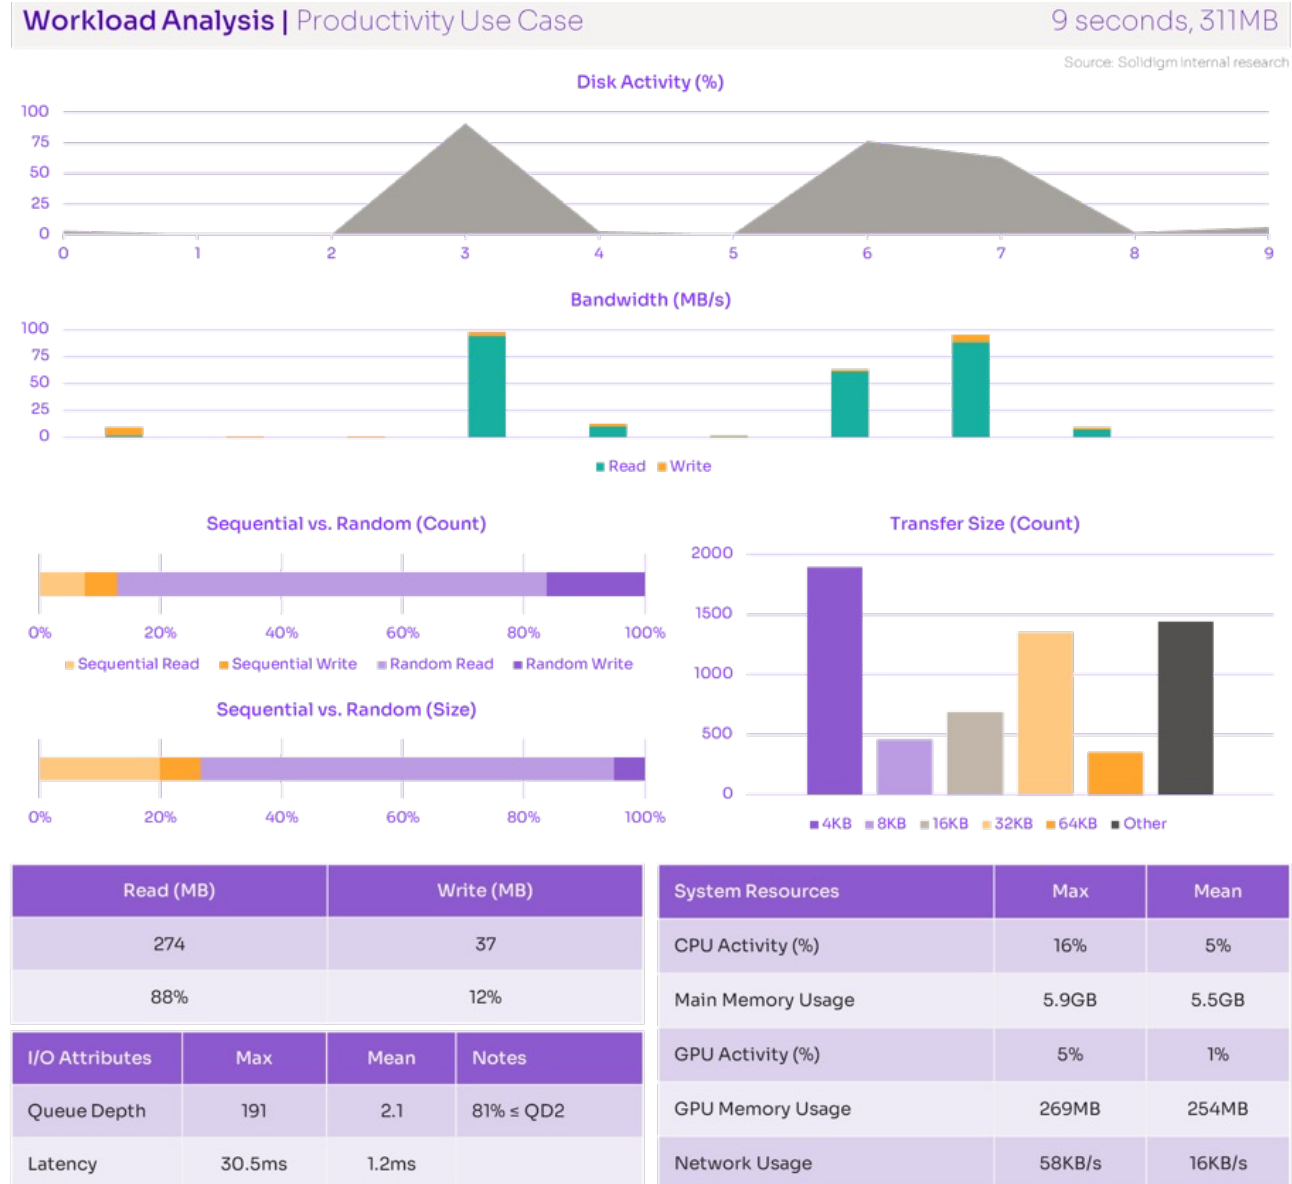 Workload Analysis | Productivity Use Case 9 seconds, 311MB
Source: Solidigm internal research
Disk Activity (%)
100
75
50
25
0
0 1 2 3 4 5 6 7 8 9
Bandwidth (MB/s)
100
75
50
25
0
Read Write
Sequential vs. Random (Count)
0% 20% 40% 60% 80% 100%
Sequential Read Sequential Write Random Read Random Write
Sequential vs. Random (Size)
0% 20% 40% 60% 80% 100%
Transfer Size (Count)
2000
1500
1000
500
0
4KB 8KB 16KB 32KB 64KB Other
Read (MB) Write (MB)
274 37
88% 12%
I/O Attributes Max Mean Notes
Queue Depth 191 2.1 81% ≤ QD2
Latency 30.5ms 1.2ms
System Resources Max Mean
CPU Activity (%) 16% 5%
Main Memory Usage 5.9GB 5.5GB
GPU Activity (%) 5% 1%
GPU Memory Usage 269MB 254MB
Network Usage 58KB/s 16KB/s